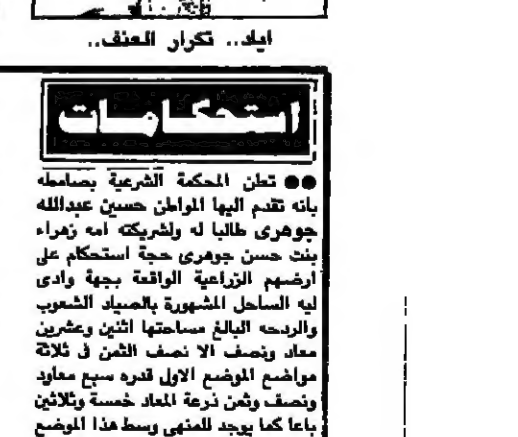 اياد.. تكرار العنف..
استحكامات
●● تعلن المحكمة الشرعية بصامطه
بانه تقدم اليها المواطن حسين عبدالله
جوهرى طالبا له ولشريكته امه زهراء
بنت حسن جوهرى حجة استحكام على
ارضهم الزراعية الواقعة بجهة وادى
ليه الساحل المشهورة بالصياد الشعوب
والردحه البالغ مساحتها اثنين وعشرين
معاد ونصف الا نصف الثمن فى ثلاثة
مواضع الموضع الاول قدره سبع معاود
ونصف وثمن ذرعة المعاد خمسة وثلاثين
باعا كما يوجد للمنهى وسط هذا الموضع